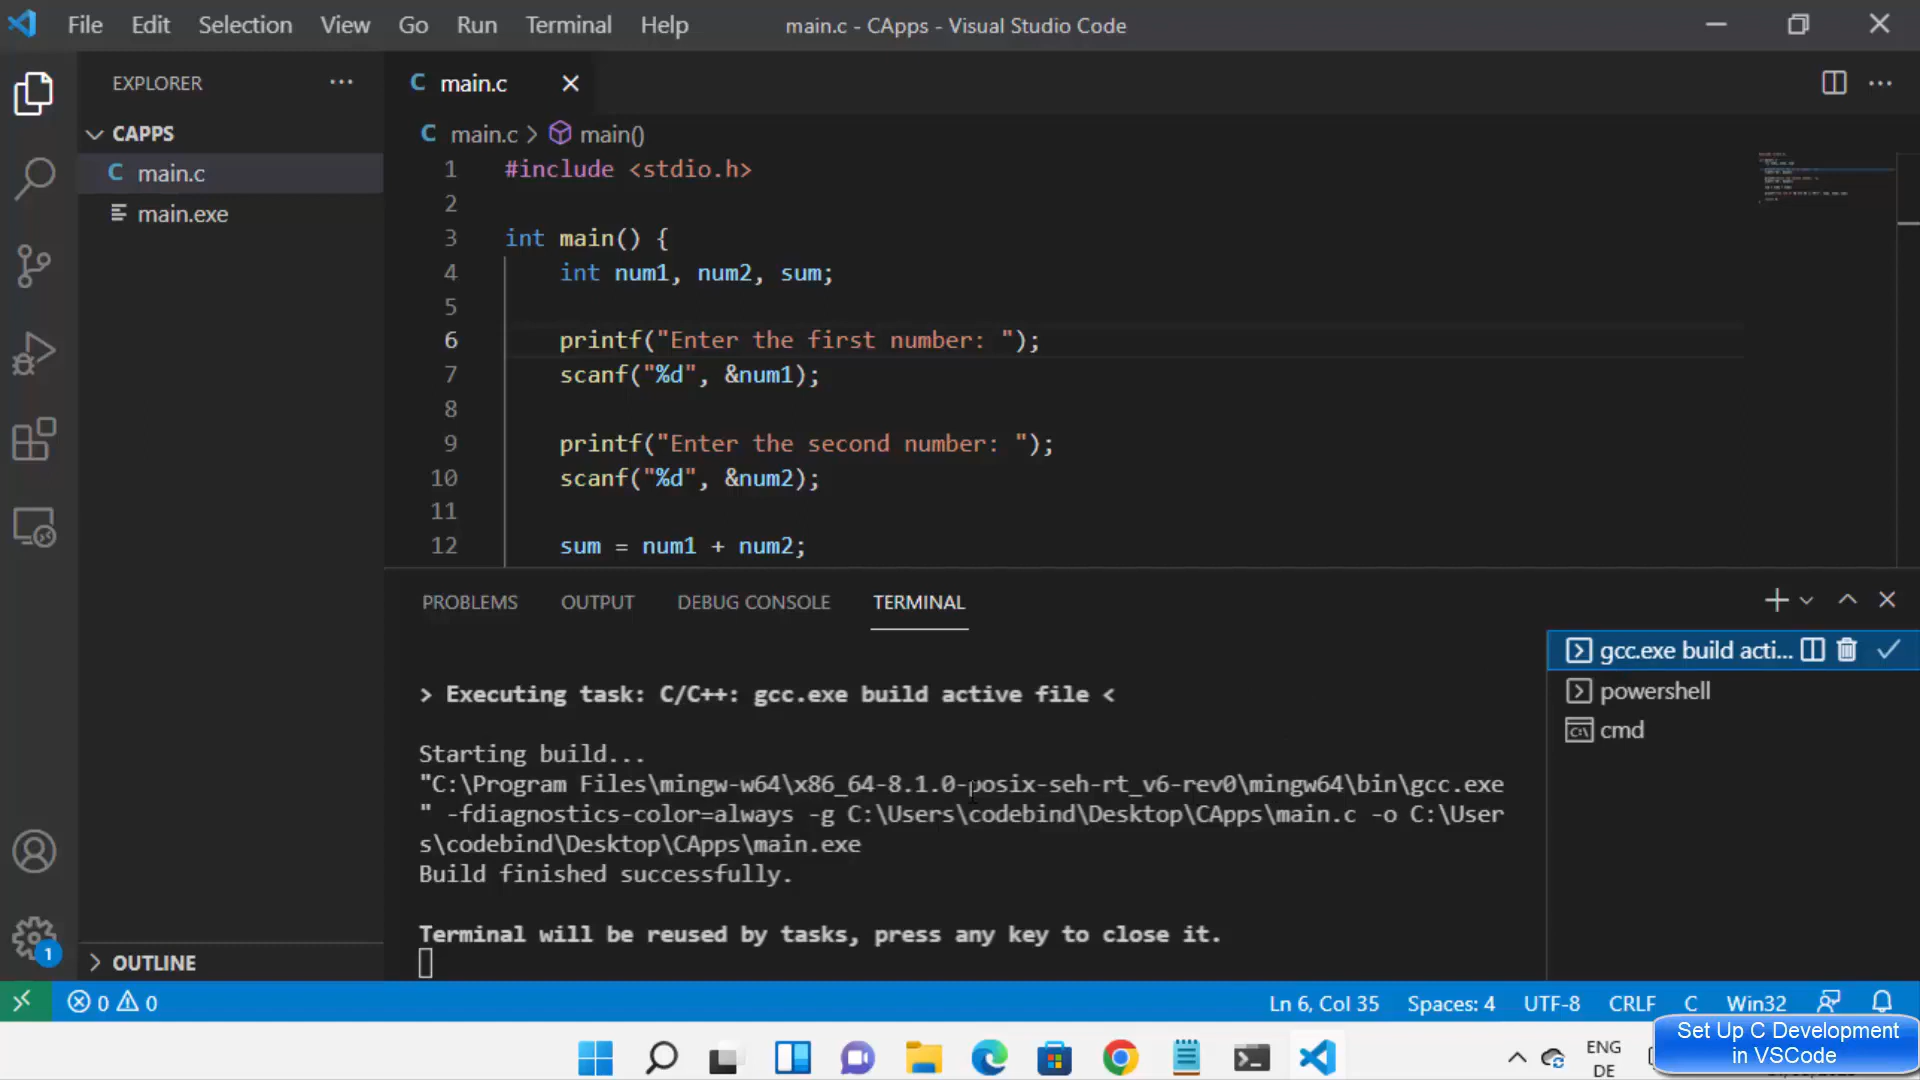 File Edit Selection View Go Run Terminal Help main.c - CApps - Visual Studio Code
EXPLORER
CAPPS
C main.c
main.exe
OUTLINE
C main.c
C main.c > main()
1 #include <stdio.h>
2
3 int main() {
4 int num1, num2, sum;
5
6 printf("Enter the first number: ");
7 scanf("%d", &num1);
8
9 printf("Enter the second number: ");
10 scanf("%d", &num2);
11
12 sum = num1 + num2;
PROBLEMS OUTPUT DEBUG CONSOLE TERMINAL
> Executing task: C/C++: gcc.exe build active file <
Starting build...
"C:\Program Files\mingw-w64\x86_64-8.1.0-posix-seh-rt_v6-rev0\mingw64\bin\gcc.exe
" -fdiagnostics-color=always -g C:\Users\codebind\Desktop\CApps\main.c -o C:\User
s\codebind\Desktop\CApps\main.exe
Build finished successfully.
Terminal will be reused by tasks, press any key to close it.
gcc.exe build acti...
powershell
cmd
1
0 0 Ln 6, Col 35 Spaces: 4 UTF-8 CRLF C Win32
ENG
DE
Set Up C Development
in VSCode